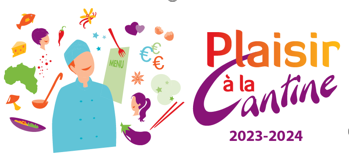 MENU
€
€ €
Plaisir
à la
Cantine
2023-2024